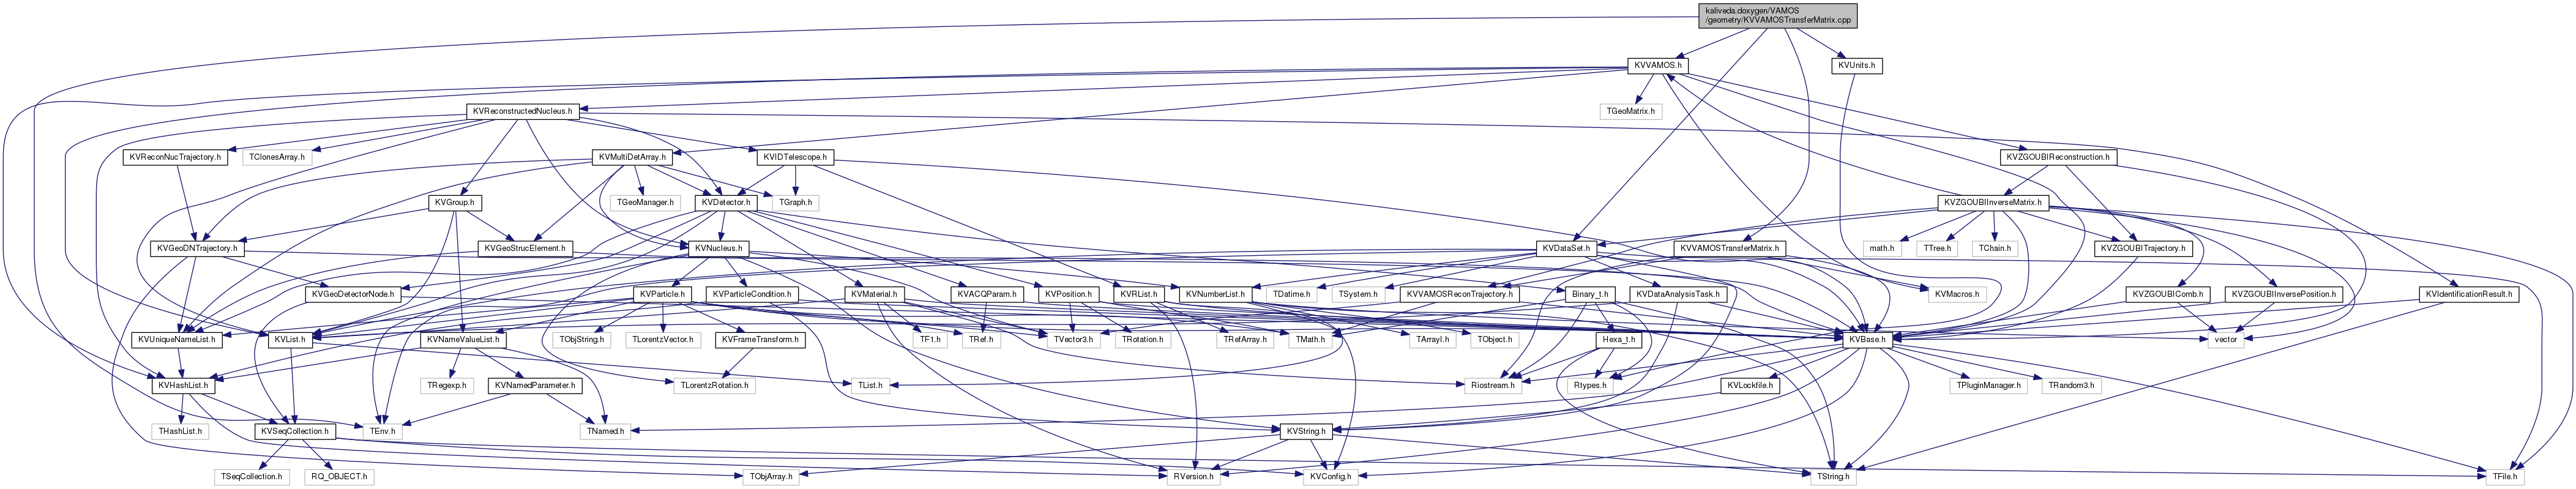 kaliveda.doxygen/VAMOS
/geometry/KVVAMOSTransferMatrix.cpp
KVVAMOS.h
KVUnits.h
KVReconstructedNucleus.h
TGeoMatrix.h
KVReconNucTrajectory.h
TClonesArray.h
KVMultiDetArray.h
KVIDTelescope.h
KVZGOUBIReconstruction.h
KVGroup.h
TGeoManager.h
KVDetector.h
TGraph.h
KVZGOUBIInverseMatrix.h
KVGeoDNTrajectory.h
KVGeoStrucElement.h
KVNucleus.h
KVDataSet.h
KVVAMOSTransferMatrix.h
math.h
TTree.h
TChain.h
KVZGOUBITrajectory.h
KVGeoDetectorNode.h
KVParticle.h
KVParticleCondition.h
KVMaterial.h
KVACQParam.h
KVPosition.h
KVRList.h
KVNumberList.h
TDatime.h
TSystem.h
KVVAMOSReconTrajectory.h
Binary_t.h
KVDataAnalysisTask.h
KVMacros.h
KVZGOUBIComb.h
KVZGOUBIInversePosition.h
KVIdentificationResult.h
KVUniqueNameList.h
KVList.h
KVNameValueList.h
TObjString.h
TLorentzVector.h
KVFrameTransform.h
TF1.h
TRef.h
TVector3.h
TRotation.h
TRefArray.h
TMath.h
TArrayI.h
TObject.h
Hexa_t.h
KVBase.h
vector
KVHashList.h
TRegexp.h
KVNamedParameter.h
TLorentzRotation.h
TList.h
Riostream.h
Rtypes.h
KVLockfile.h
TPluginManager.h
TRandom3.h
THashList.h
KVSeqCollection.h
TEnv.h
TNamed.h
KVString.h
TSeqCollection.h
RQ_OBJECT.h
TObjArray.h
RVersion.h
KVConfig.h
TString.h
TFile.h